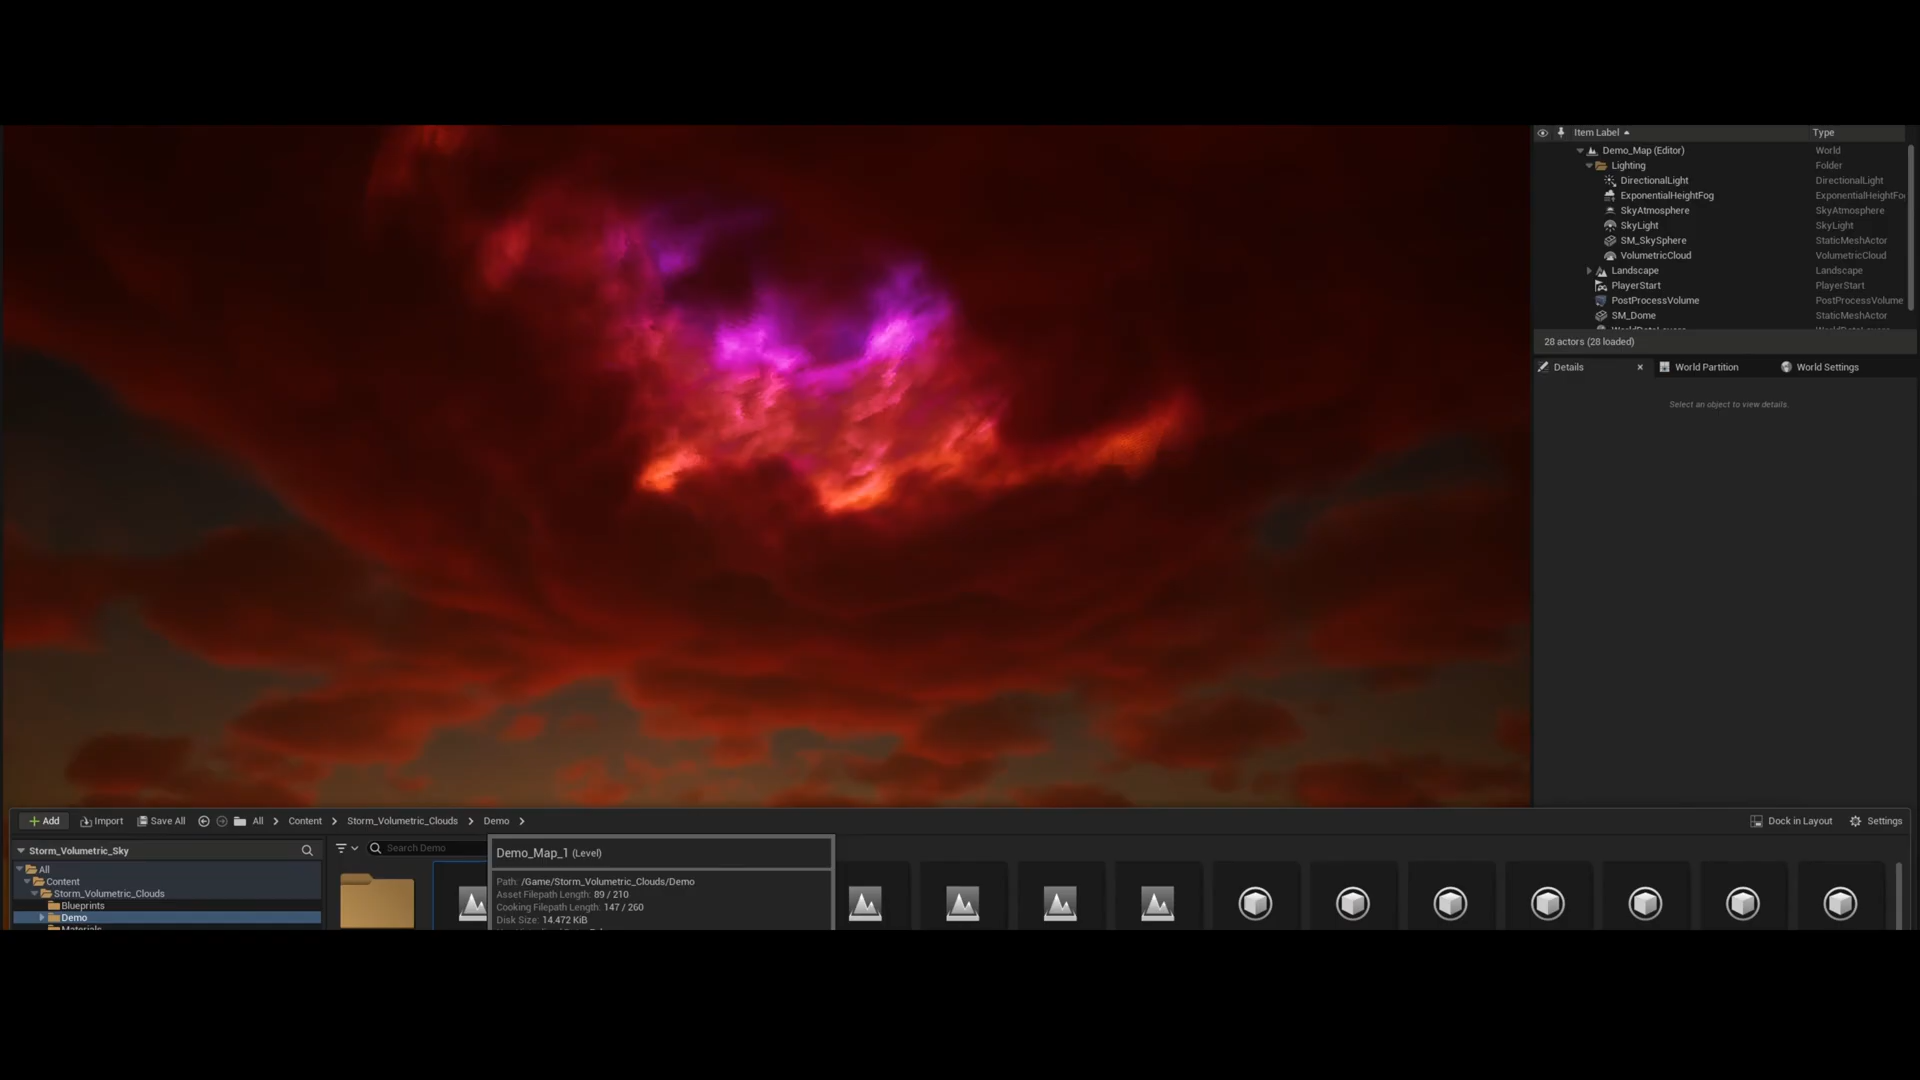 Item Label Type
Demo_Map (Editor) World
Lighting Folder
DirectionalLight DirectionalLight
ExponentialHeightFog ExponentialHeightFo
SkyAtmosphere SkyAtmosphere
SkyLight SkyLight
SM_SkySphere StaticMeshActor
VolumetricCloud VolumetricCloud
Landscape Landscape
PlayerStart PlayerStart
PostProcessVolume PostProcessVolume
SM_Dome StaticMeshActor
28 actors (28 loaded)
Details World Partition World Settings
Select an object to view details.
Add Import Save All All Content Storm_Volumetric_Clouds Demo Dock in Layout Settings
Storm_Volumetric_Sky
Search Demo
All
Content
Storm_Volumetric_Clouds
Blueprints
Demo
Materials
Demo_Map_1 (Level)
Path: /Game/Storm_Volumetric_Clouds/Demo
Asset Filepath Length: 89 / 210
Cooking Filepath Length: 147 / 260
Disk Size: 14.472 KiB